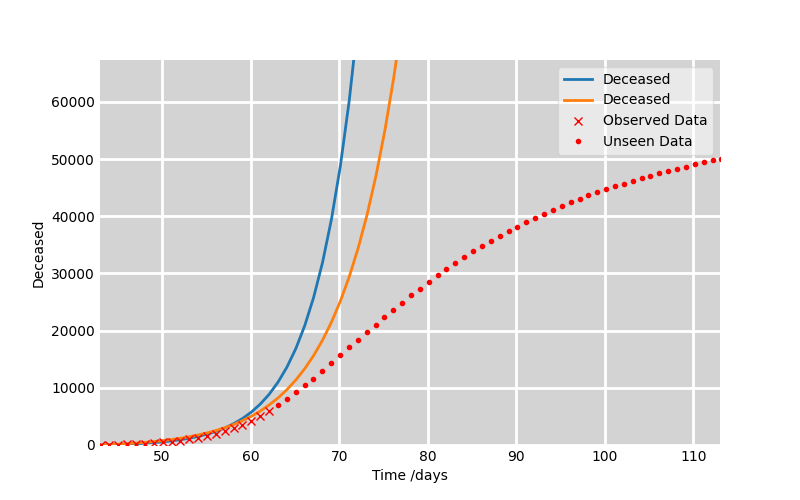 Deceased
Deceased
Observed Data
Unseen Data
60000
50000
40000
30000
20000
10000
0
Deceased
50
60
70
80
90
100
110
Time /days